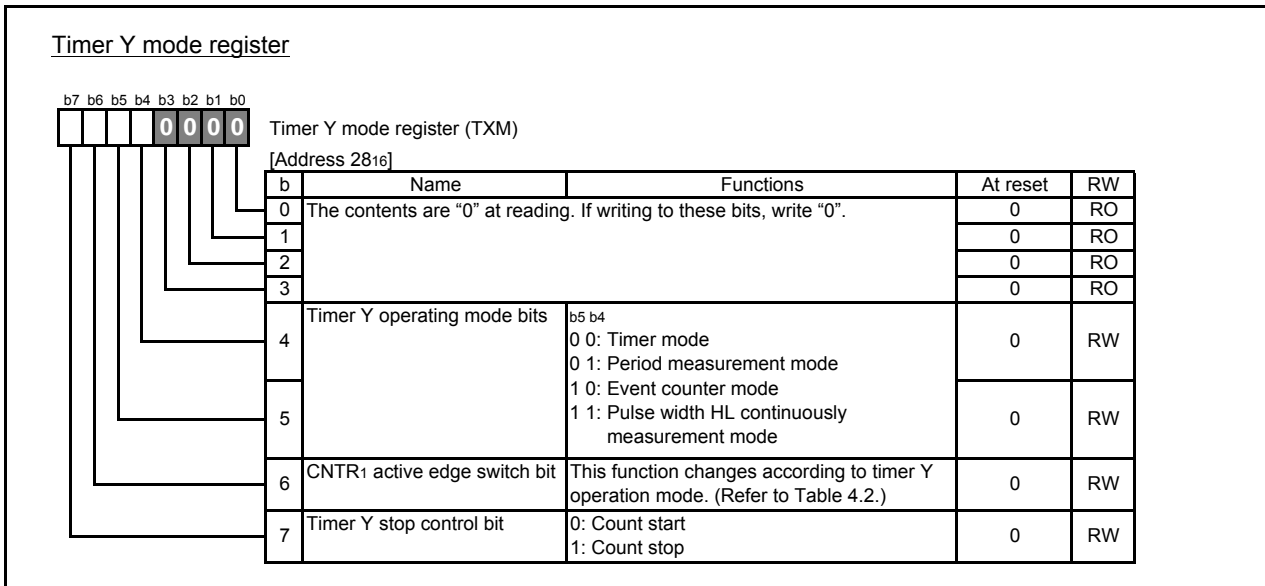 Timer Y mode register
b7 b6 b5 b4 b3 b2 b1 b0
0 0 0 0
Timer Y mode register (TXM)
[Address 2816]
b Name Functions At reset RW
0 The contents are “0” at reading. If writing to these bits, write “0”. 0 RO
1 0 RO
2 0 RO
3 0 RO
4 Timer Y operating mode bits b5 b4 0 RW
0 0: Timer mode
0 1: Period measurement mode
5 1 0: Event counter mode 0 RW
1 1: Pulse width HL continuously
measurement mode
6 CNTR1 active edge switch bit This function changes according to timer Y 0 RW
operation mode. (Refer to Table 4.2.)
7 Timer Y stop control bit 0: Count start 0 RW
1: Count stop